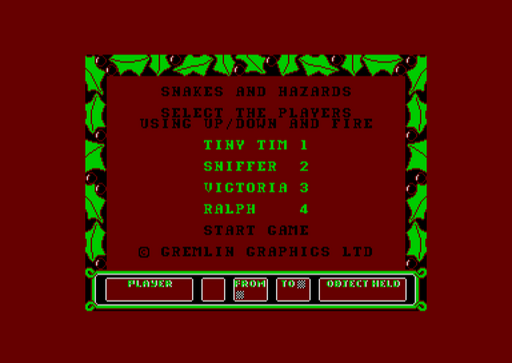 SNAKES AND HAZARDS
SELECT THE PLAYERS
USING UP/DOWN AND FIRE
TINY TIM 1
SNIFFER 2
VICTORIA 3
RALPH 4
START GAME
© GREMLIN GRAPHICS LTD
PLAYER FROM TO OBJECT HELD